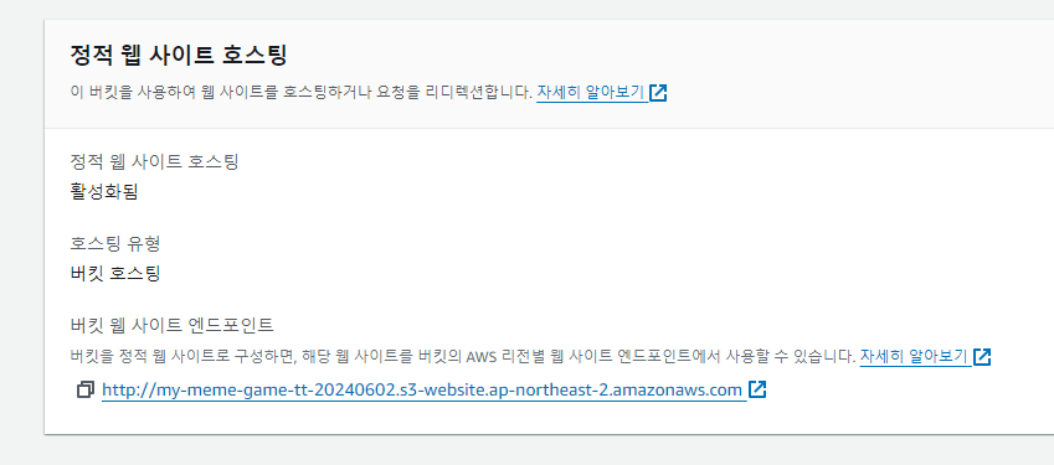 정적 웹 사이트 호스팅
이 버킷을 사용하여 웹 사이트를 호스팅하거나 요청을 리디렉션합니다. 자세히 알아보기
정적 웹 사이트 호스팅
활성화됨
호스팅 유형
버킷 호스팅
버킷 웹 사이트 엔드포인트
버킷을 정적 웹 사이트로 구성하면, 해당 웹 사이트를 버킷의 AWS 리전별 웹 사이트 엔드포인트에서 사용할 수 있습니다. 자세히 알아보기
http://my-meme-game-tt-20240602.s3-website.ap-northeast-2.amazonaws.com